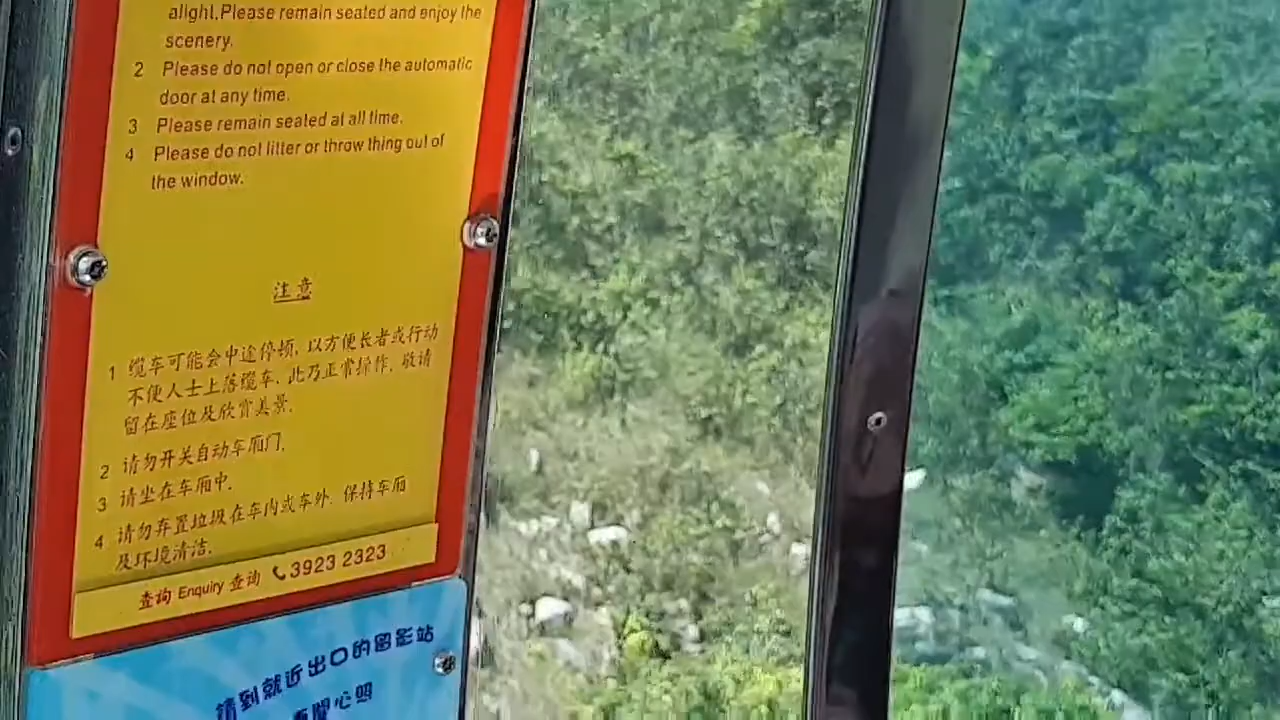 alight.Please remain seated and enjoy the
scenery.
2 Please do not open or close the automatic
door at any time.
3 Please remain seated at all time.
4 Please do not litter or throw thing out of
the window.
注意
1 缆车可能会中途停顿, 以方便长者或行动
不便人士上落缆车, 此乃正常操作, 敬请
留在座位及欣赏美景.
2 请勿开关自动车厢门.
3 请坐在车厢中.
4 请勿弃置垃圾在车内或车外. 保持车厢
及环境清洁.
查詢 Enquiry 查询 3923 2323
請到就近出口的留影站
心照